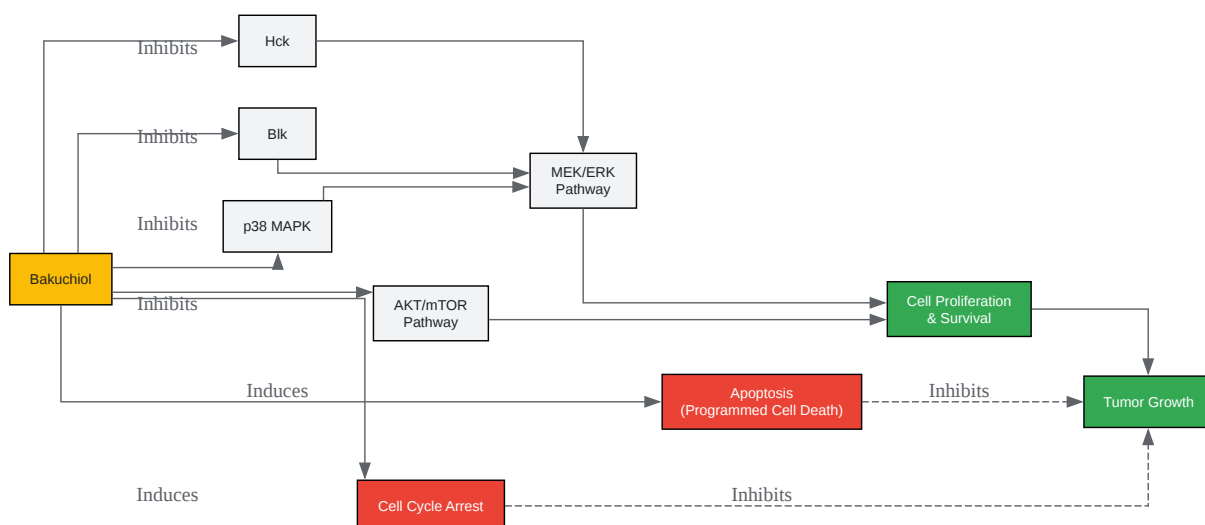 Inhibits
Hck
Inhibits
Blk
MEK/ERK
Pathway
Inhibits
p38 MAPK
Bakuchiol
Inhibits
AKT/mTOR
Pathway
Cell Proliferation
& Survival
Induces
Apoptosis
(Programmed Cell Death)
Inhibits
Tumor Growth
Induces
Cell Cycle Arrest
Inhibits